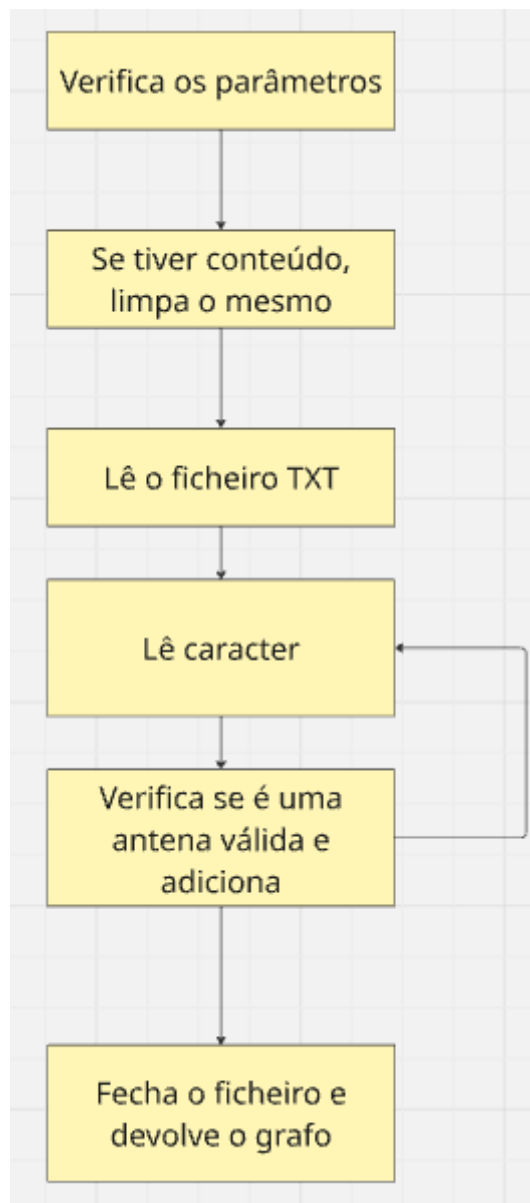 Verifica os parâmetros
Se tiver conteúdo,
limpa o mesmo
Lê o ficheiro TXT
Lê caracter
Verifica se é uma
antena válida e
adiciona
Fecha o ficheiro e
devolve o grafo